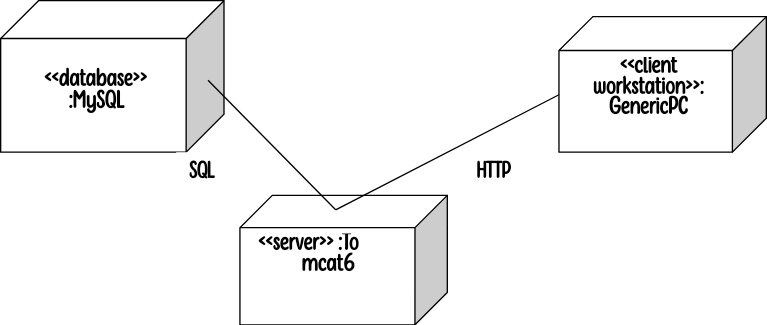 <<database>>
:MySQL
<<client
workstation>>:
GenericPC
SQL
HTTP
<<server>> :To
mcat6